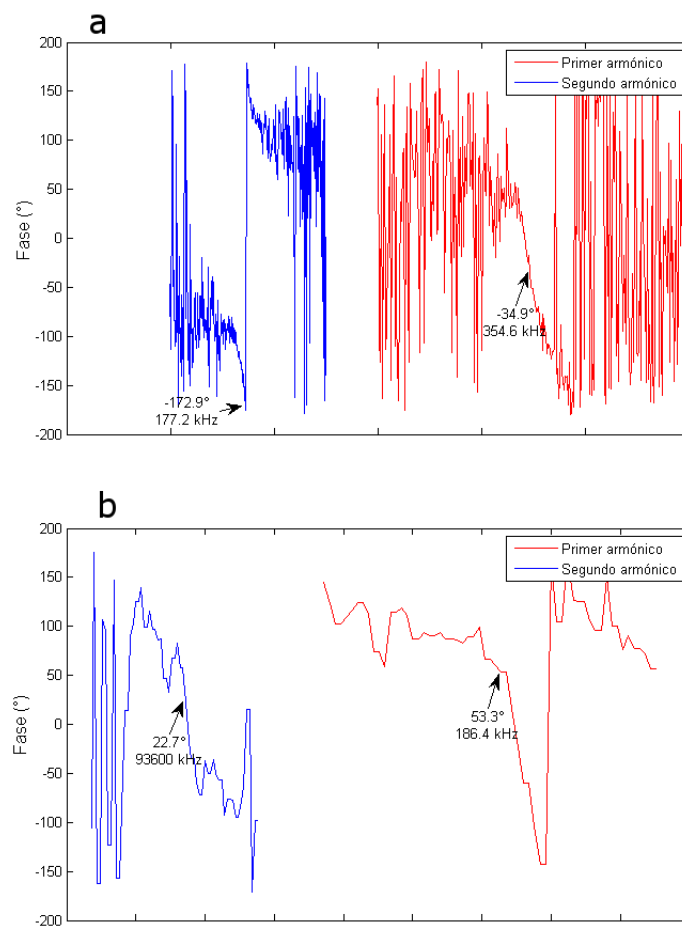 a
200
150
100
50
0
-50
-100
-150
-200
Fase (°)
Primer armónico
Segundo armónico
-34.9°
354.6 kHz
-172.9°
177.2 kHz
b
200
150
100
50
0
-50
-100
-150
-200
Fase (°)
Primer armónico
Segundo armónico
22.7°
93600 kHz
53.3°
186.4 kHz